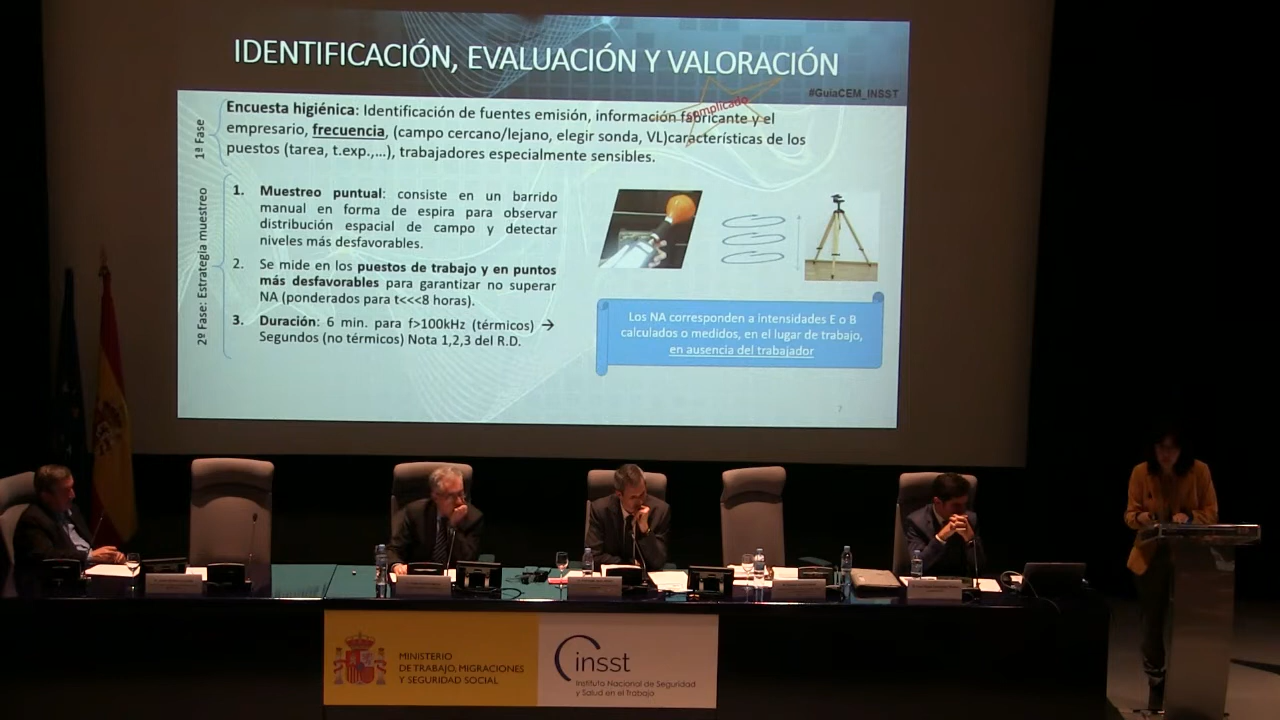 IDENTIFICACIÓN, EVALUACIÓN Y VALORACIÓN
#GuiaCEM_INSST
1ª Fase
Encuesta higiénica: Identificación de fuentes emisión, información fabricante y el
empresario, frecuencia, (campo cercano/lejano, elegir sonda, VL)características de los
puestos (tarea, t.exp.,...), trabajadores especialmente sensibles.
complicado
2º Fase: Estrategia muestreo
1. Muestreo puntual: consiste en un barrido
manual en forma de espira para observar
distribución espacial de campo y detectar
niveles más desfavorables.
2. Se mide en los puestos de trabajo y en puntos
más desfavorables para garantizar no superar
NA (ponderados para t<<<8 horas).
3. Duración: 6 min. para f>100kHz (térmicos) →
Segundos (no térmicos) Nota 1,2,3 del R.D.
Los NA corresponden a intensidades E o B
calculados o medidos, en el lugar de trabajo,
en ausencia del trabajador
7
MINISTERIO
DE TRABAJO, MIGRACIONES
Y SEGURIDAD SOCIAL
insst
Instituto Nacional de Seguridad
y Salud en el Trabajo